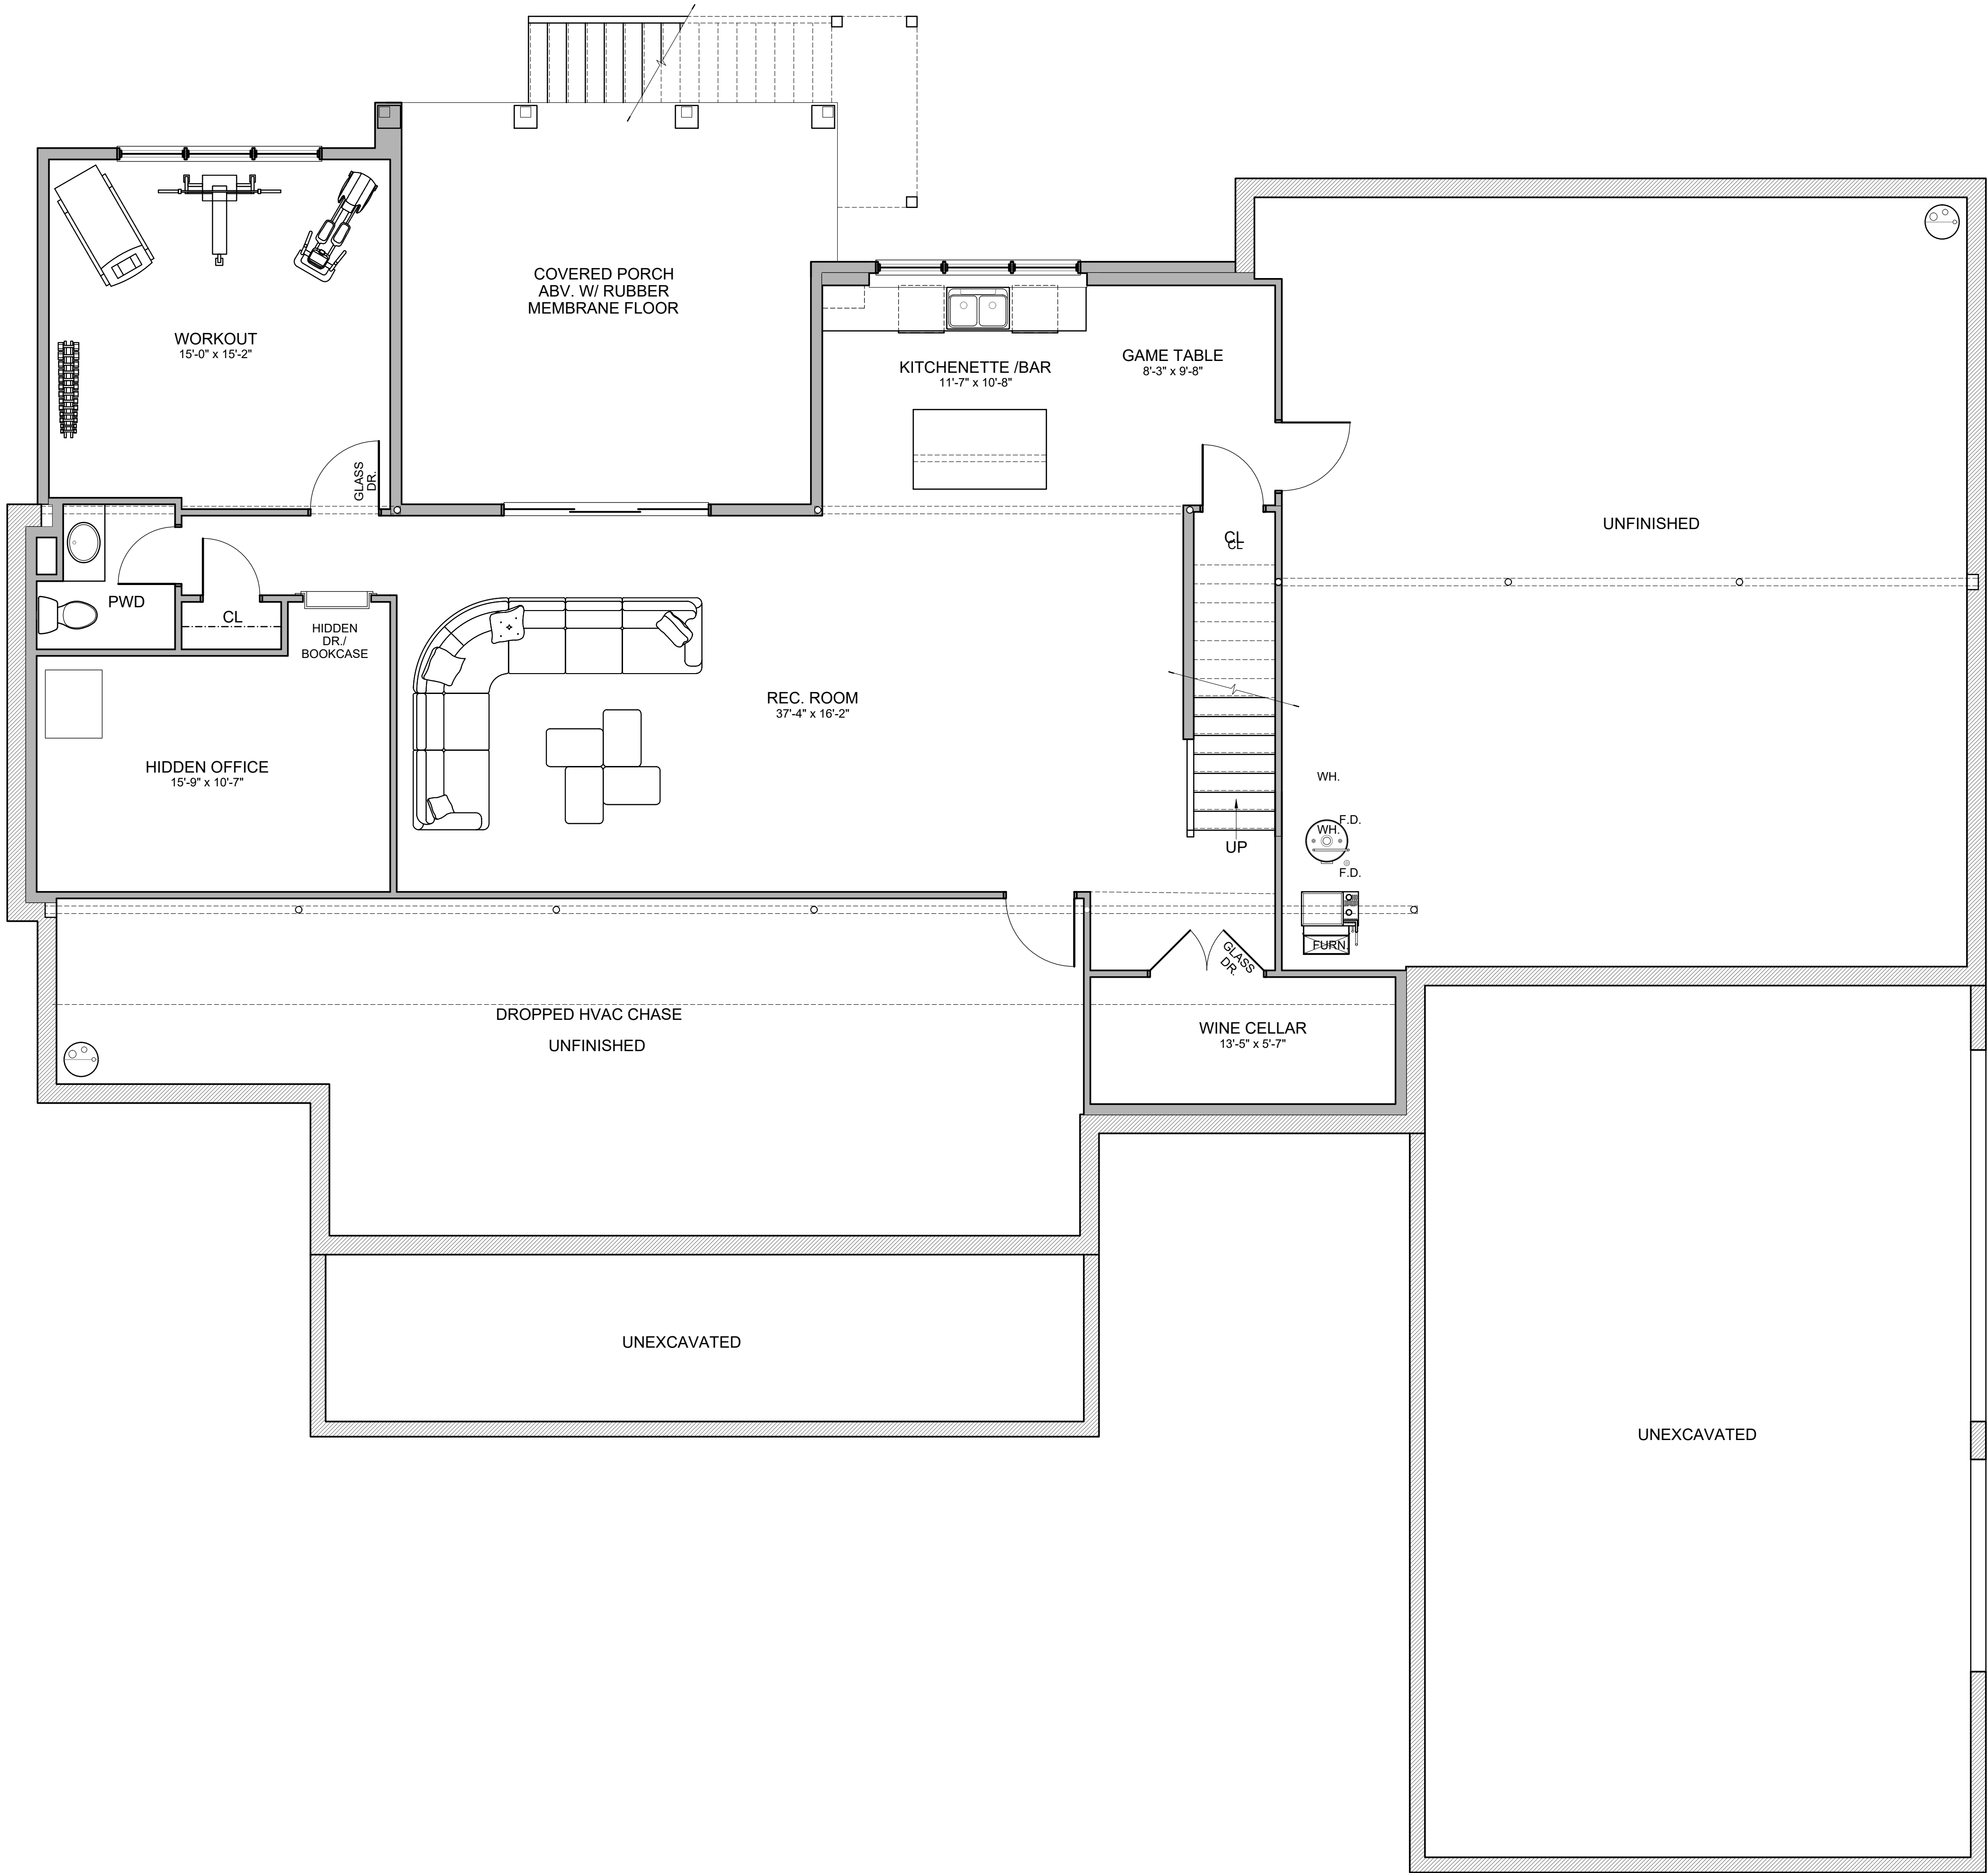 COVERED PORCH
ABV. W/ RUBBER
MEMBRANE FLOOR
WORKOUT
15'-0" x 15'-2"
GLASS
DR.
KITCHENETTE /BAR
11'-7" x 10'-8"
GAME TABLE
8'-3" x 9'-8"
UNFINISHED
CL
CL
PWD
CL
HIDDEN
DR./
BOOKCASE
REC. ROOM
37'-4" x 16'-2"
HIDDEN OFFICE
15'-9" x 10'-7"
WH.
F.D.
WH.
UP
F.D.
FURN.
GLASS
DR.
DROPPED HVAC CHASE
UNFINISHED
WINE CELLAR
13'-5" x 5'-7"
UNEXCAVATED
UNEXCAVATED